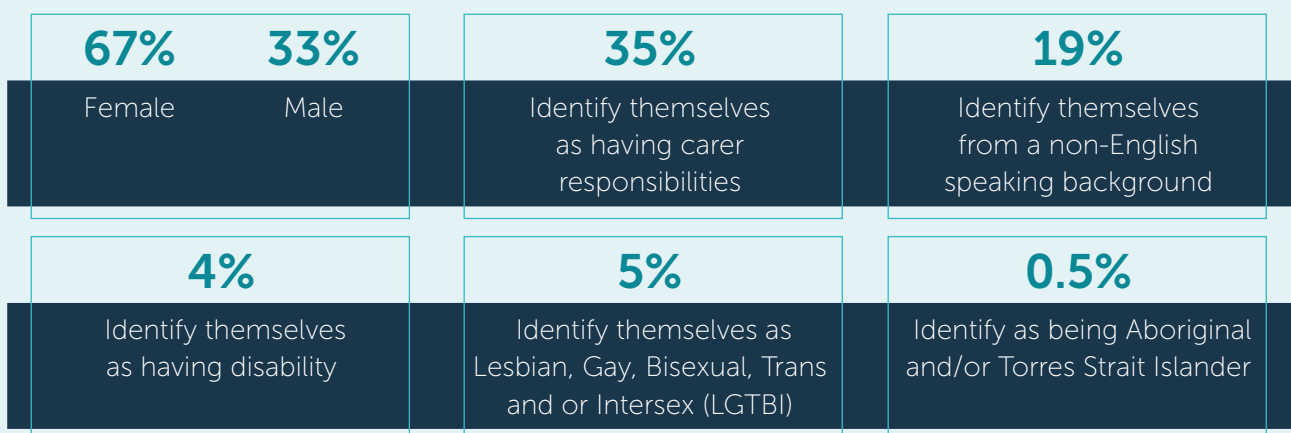 67% 33%
Female Male
35%
Identify themselves
as having carer
responsibilities
19%
Identify themselves
from a non-English
speaking background
4%
Identify themselves
as having disability
5%
Identify themselves as
Lesbian, Gay, Bisexual, Trans
and or Intersex (LGTBI)
0.5%
Identify as being Aboriginal
and/or Torres Strait Islander